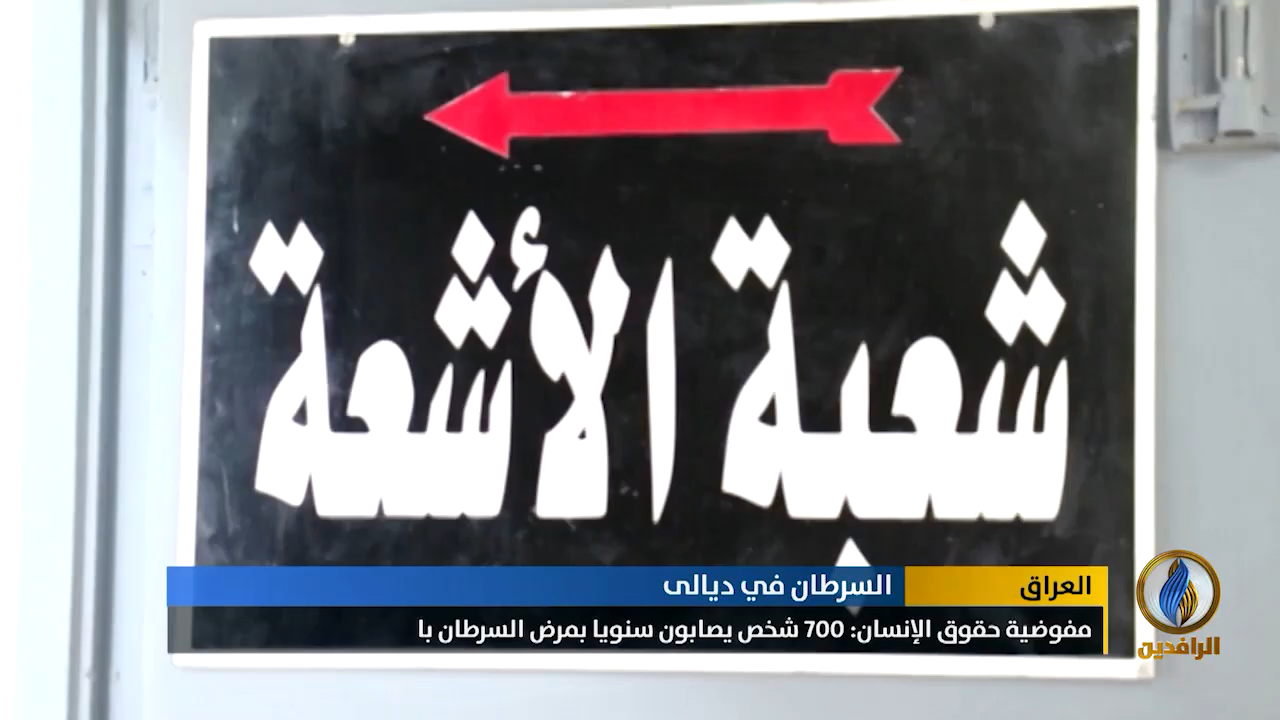 شعبة الأشعة
العراق
السرطان في ديالى
مفوضية حقوق الإنسان: 700 شخص يصابون سنويا بمرض السرطان با
الرافدين